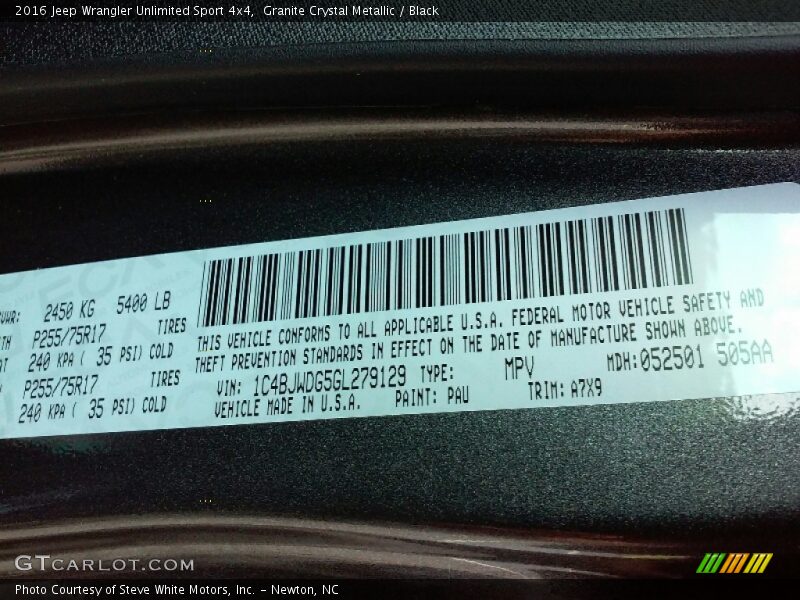 2016 Jeep Wrangler Unlimited Sport 4x4,  Granite Crystal Metallic / Black
2450 KG 5400 LB
P255/75R17 TIRES
240 KPA ( 35 PSI) COLD
P255/75R17 TIRES
240 KPA ( 35 PSI) COLD
THIS VEHICLE CONFORMS TO ALL APPLICABLE U.S.A. FEDERAL MOTOR VEHICLE SAFETY AND
THEFT PREVENTION STANDARDS IN EFFECT ON THE DATE OF MANUFACTURE SHOWN ABOVE.
VIN: 1C4BJWDG5GL279129 TYPE: MPV MDH:052501 505AA
VEHICLE MADE IN U.S.A. PAINT: PAU TRIM: A7X9
GTCARLOT.COM
Photo Courtesy of Steve White Motors, Inc. – Newton, NC